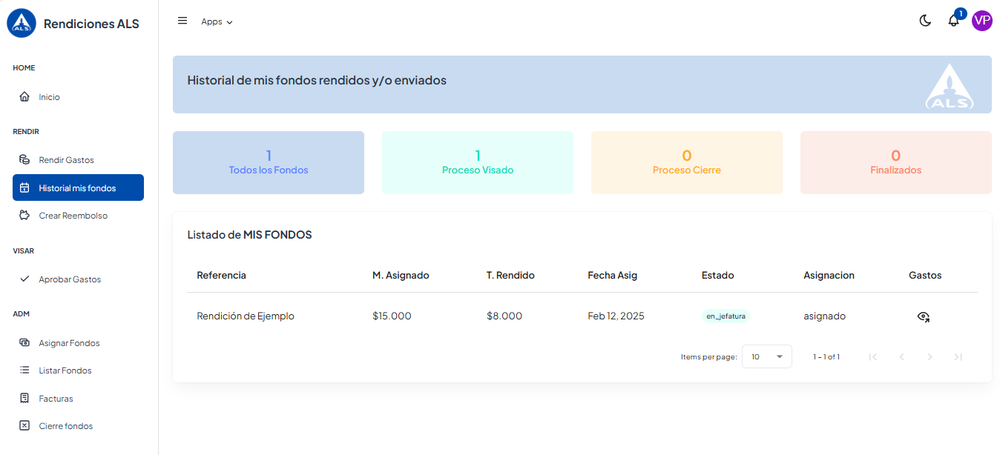 ALS
Rendiciones ALS
Apps
1
VP
HOME
Inicio
RENDIR
Rendir Gastos
Historial mis fondos
Crear Reembolso
VISAR
Aprobar Gastos
ADM
Asignar Fondos
Listar Fondos
Facturas
Cierre fondos
Historial de mis fondos rendidos y/o enviados
ALS
1
Todos los Fondos
1
Proceso Visado
0
Proceso Cierre
0
Finalizados
Listado de MIS FONDOS
Referencia M. Asignado T. Rendido Fecha Asig Estado Asignacion Gastos
Rendición de Ejemplo $15.000 $8.000 Feb 12, 2025 en_jefatura asignado
Items per page: 10 1 – 1 of 1